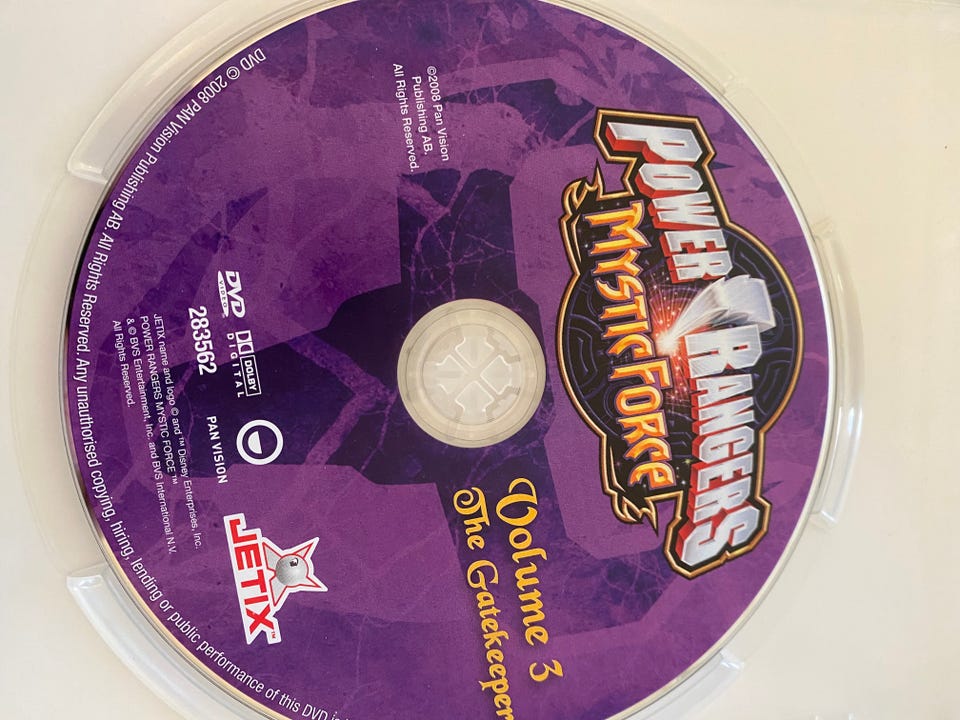 POWER RANGERS
MYSTIC FORCE
Volume 3
The Gatekeeper
©2008 Pan Vision
Publishing AB.
All Rights Reserved.
DVD
VIDEO
DOLBY
DIGITAL
283562
PAN VISION
JETIX name and logo © and ™ Disney Enterprises, Inc.
POWER RANGERS MYSTIC FORCE™
& © BVS Entertainment, Inc. and BVS International N.V.
All Rights Reserved.
JETIX™
DVD © 2008 PAN Vision Publishing AB. All Rights Reserved. Any unauthorised copying, hiring, lending or public performance of this DVD is